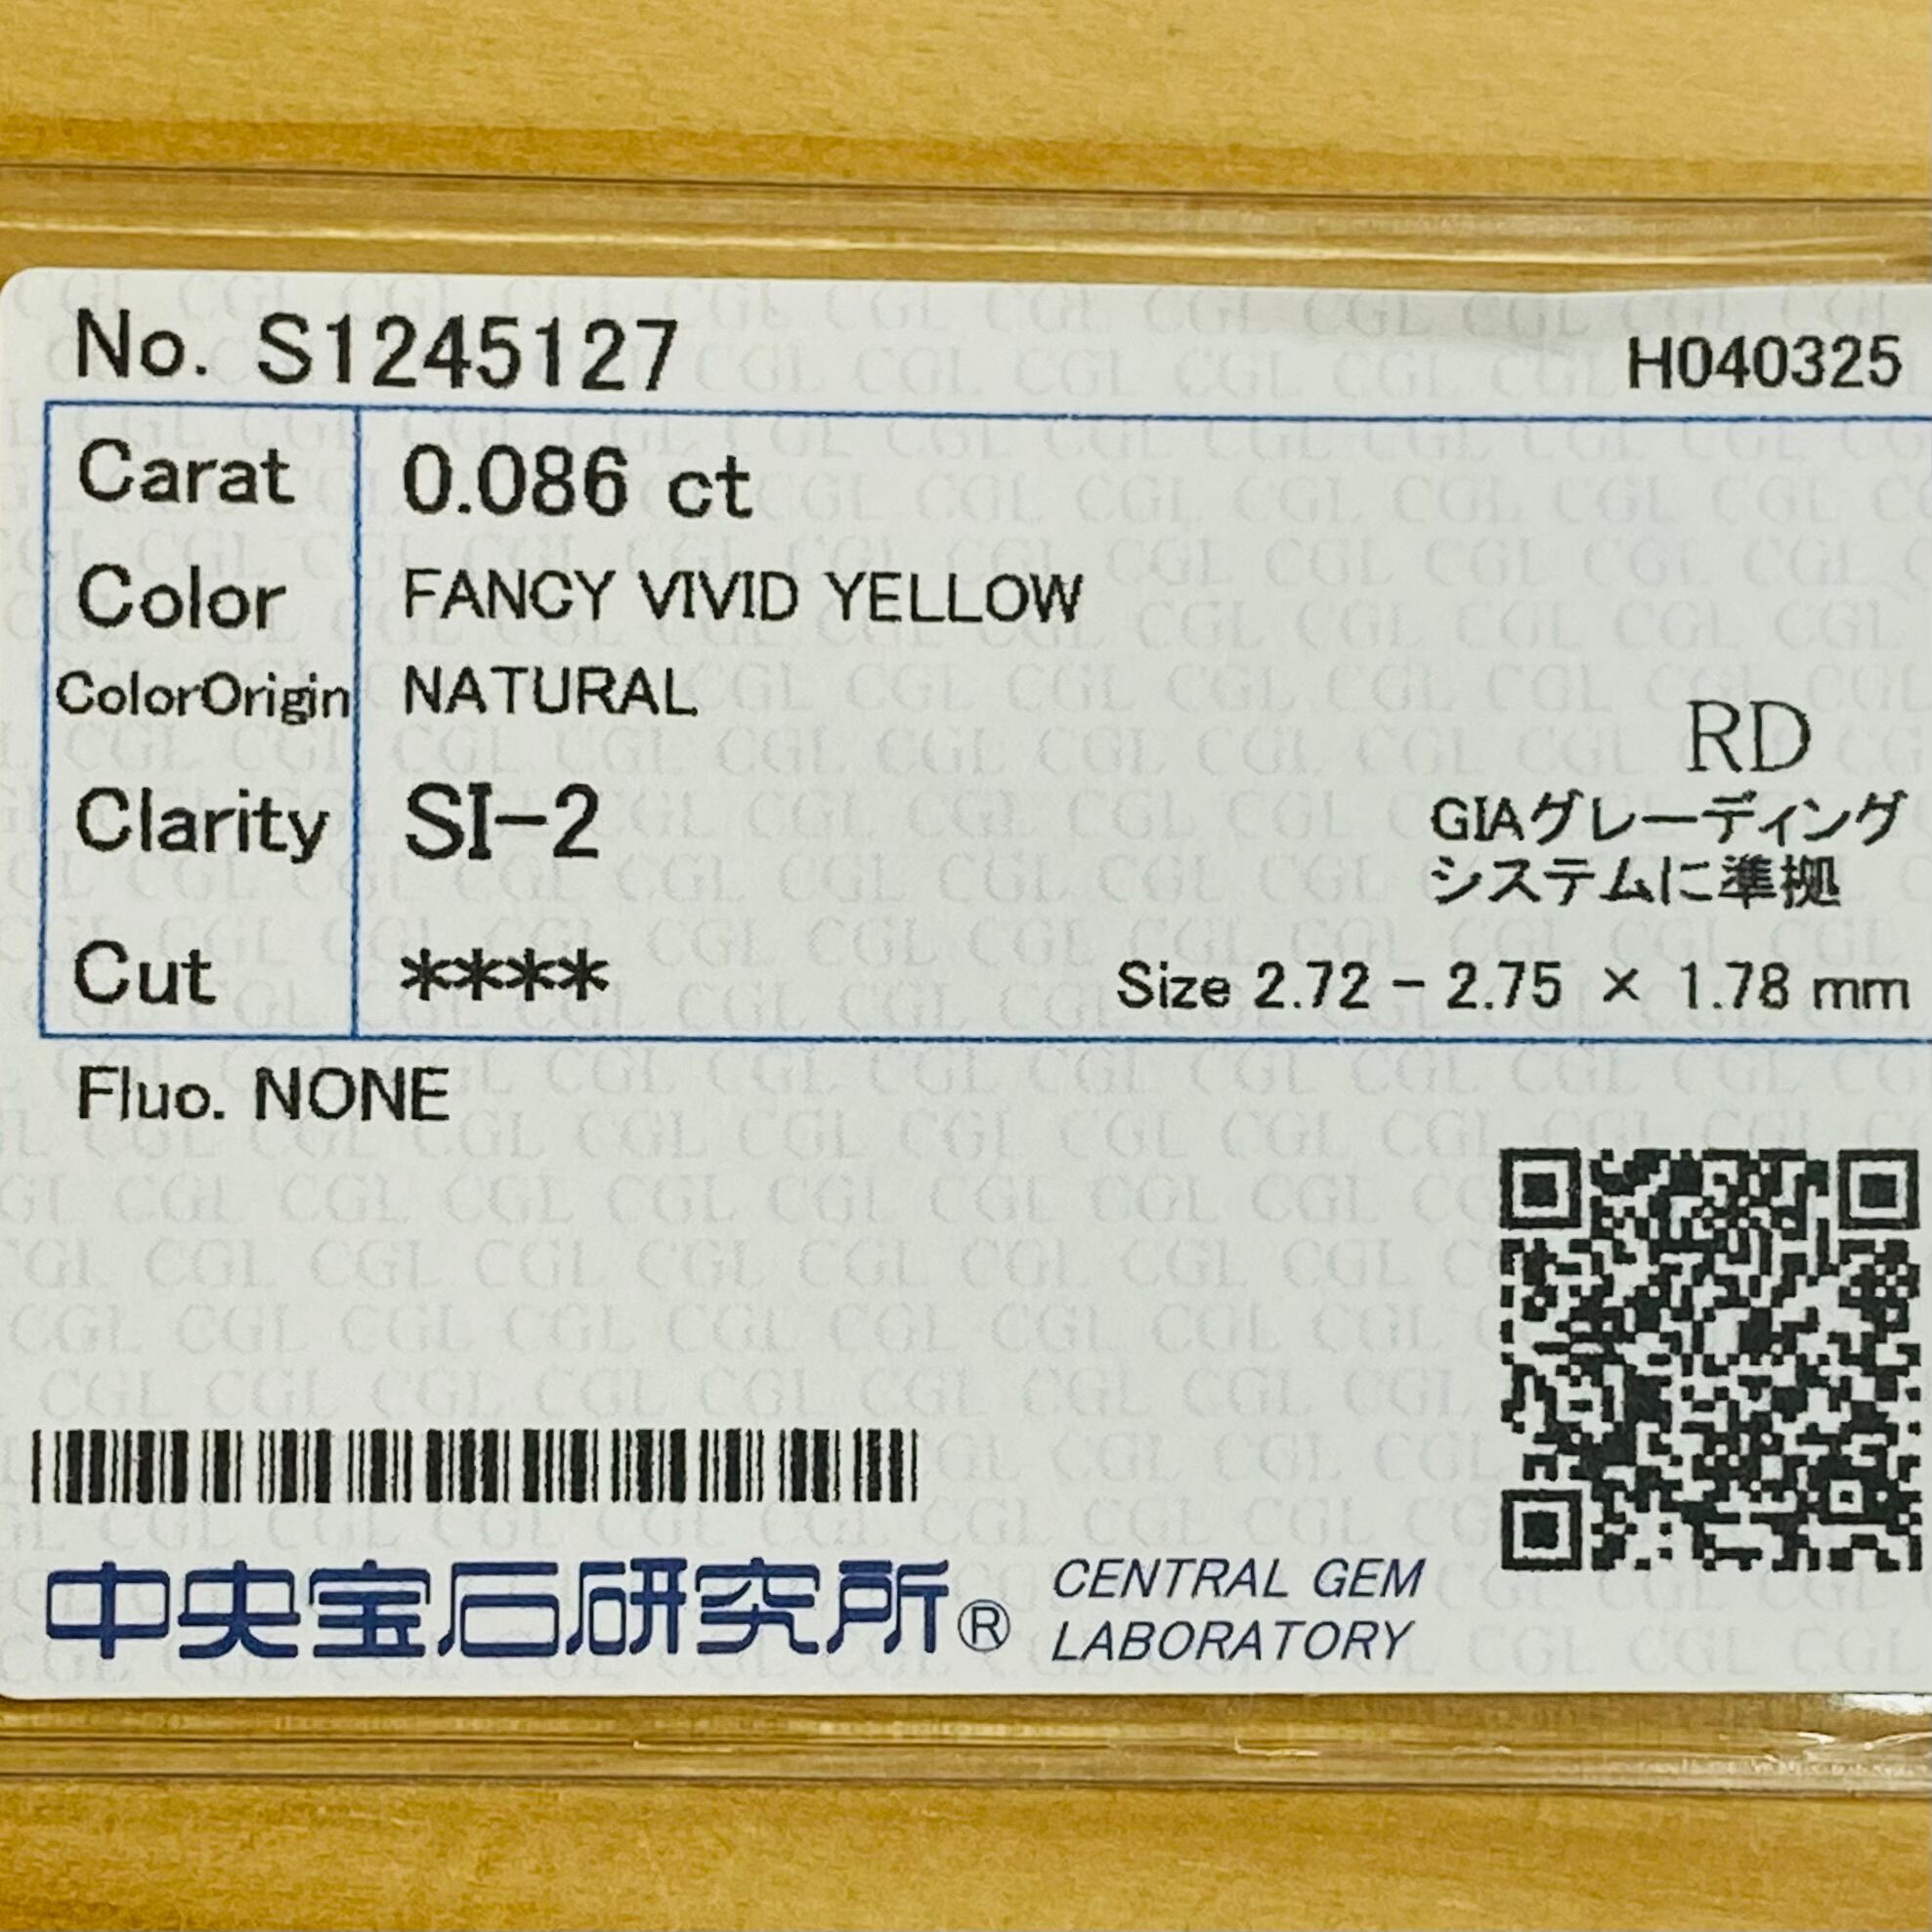 No. S1245127 H040325
Carat 0.086 ct
Color FANCY VIVID YELLOW
ColorOrigin NATURAL
RD
Clarity SI-2
GIAグレーディング
システムに準拠
Cut **** Size 2.72 - 2.75 × 1.78 mm
Fluo. NONE
中央宝石研究所® CENTRAL GEM
LABORATORY